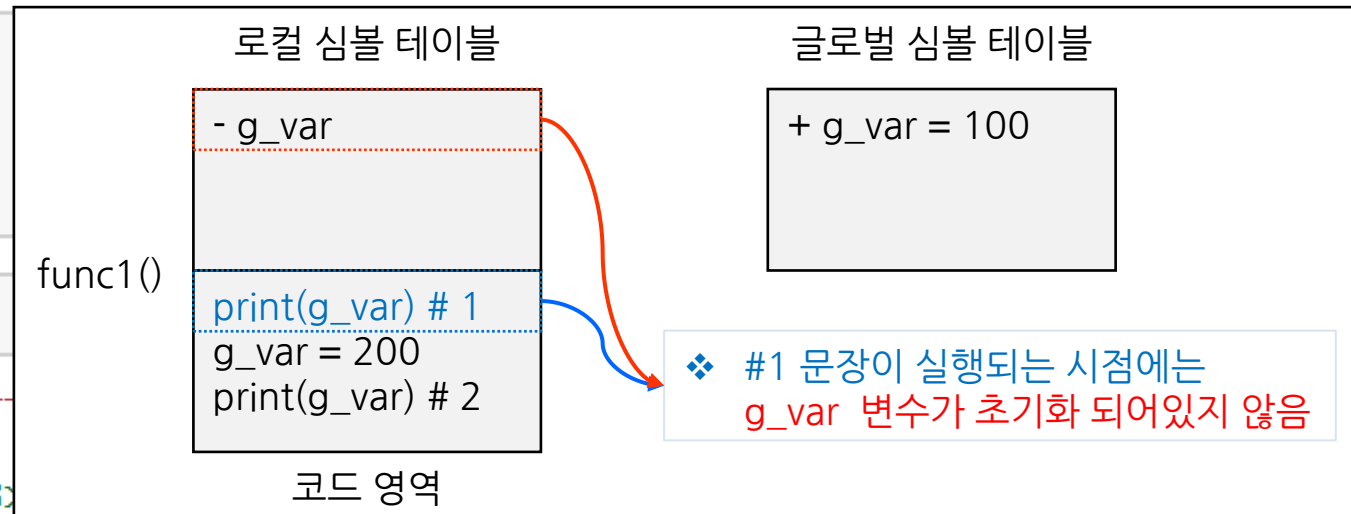 로컬 심볼 테이블
글로벌 심볼 테이블
- g_var
+ g_var = 100
func1()
print(g_var) # 1
g_var = 200
print(g_var) # 2
❖ #1 문장이 실행되는 시점에는
g_var 변수가 초기화 되어있지 않음
코드 영역